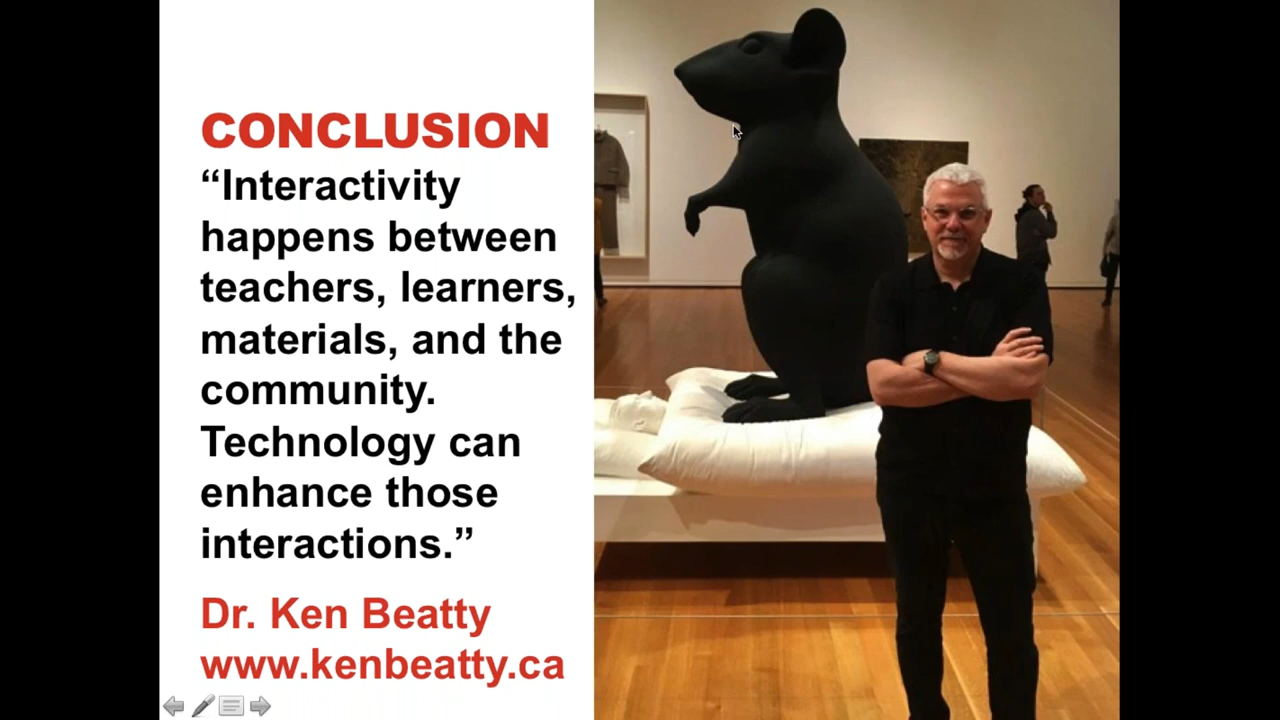 CONCLUSION
“Interactivity
happens between
teachers, learners,
materials, and the
community.
Technology can
enhance those
interactions.”
Dr. Ken Beatty
www.kenbeatty.ca